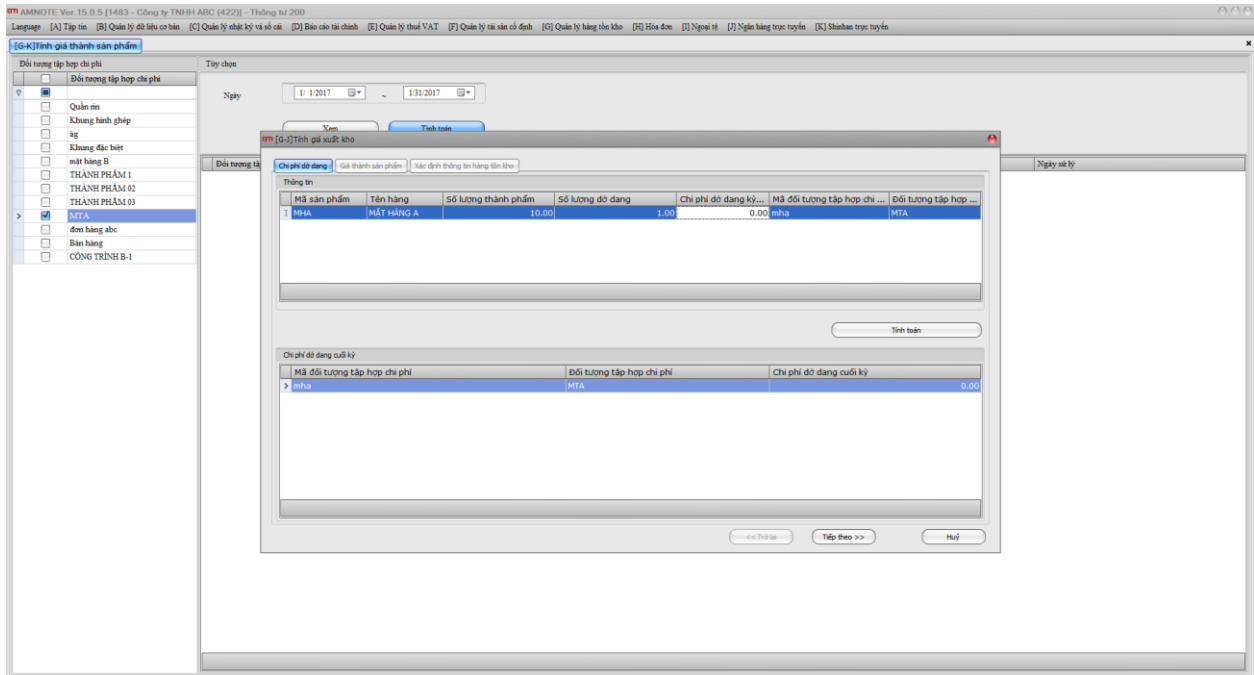 AMNOTE Ver. 15.0.5 [1483 - Công ty TNHH ABC (422)] - Thông tư 200
Language [A] Tập tin [B] Quản lý dữ liệu cơ bản [C] Quản lý nhật ký và sổ cái [D] Báo cáo tài chính [E] Quản lý thuế VAT [F] Quản lý tài sản cố định [G] Quản lý hàng tồn kho [H] Hóa đơn [I] Ngoại tệ [J] Ngân hàng trực tuyến [K] Shinhan trực tuyến
[G-K]Tính giá thành sản phẩm
Đối tượng tập hợp chi phí
Tùy chọn
Đối tượng tập hợp chi phí
Ngày 1/ 1/2017 ~ 1/31/2017
Xem Tính toán
Quần rin
Khung hình ghép
àg
Khung đặc biệt
mặt hàng B
THÀNH PHẨM 1
THÀNH PHẨM 02
THÀNH PHẨM 03
MTA
đơn hàng abc
Bán hàng
CÔNG TRÌNH B-1
Đối tượng tậ Ngày xử lý
[G-J]Tính giá xuất kho
Chi phí dở dang Giá thành sản phẩm Xác định thông tin hàng tồn kho
Thông tin
Mã sản phẩm Tên hàng Số lượng thành phẩm Số lượng dở dang Chi phí dở dang kỳ... Mã đối tượng tập hợp chi ... Đối tượng tập hợp ...
MHA MẶT HÀNG A 10.00 1.00 0.00 mha MTA
Tính toán
Chi phí dở dang cuối kỳ
Mã đối tượng tập hợp chi phí Đối tượng tập hợp chi phí Chi phí dở dang cuối kỳ
mha MTA 0.00
<< Trở lại Tiếp theo >> Huỷ